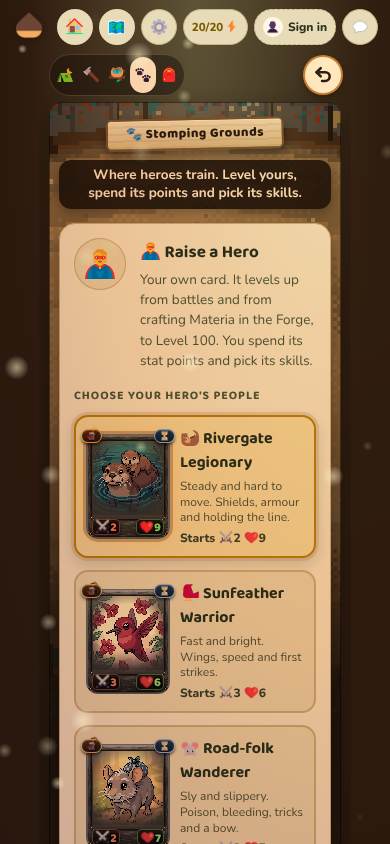 20/20
Sign in
Stomping Grounds
Where heroes train. Level yours,
spend its points and pick its skills.
Raise a Hero
Your own card. It levels up
from battles and from
crafting Materia in the Forge,
to Level 100. You spend its
stat points and pick its skills.
CHOOSE YOUR HERO'S PEOPLE
Rivergate
Legionary
Steady and hard to
move. Shields, armour
and holding the line.
Starts 2 9
2 9
Sunfeather
Warrior
Fast and bright.
Wings, speed and first
strikes.
Starts 3 6
3 6
Road-folk
Wanderer
Sly and slippery.
Poison, bleeding, tricks
and a bow.
2 7